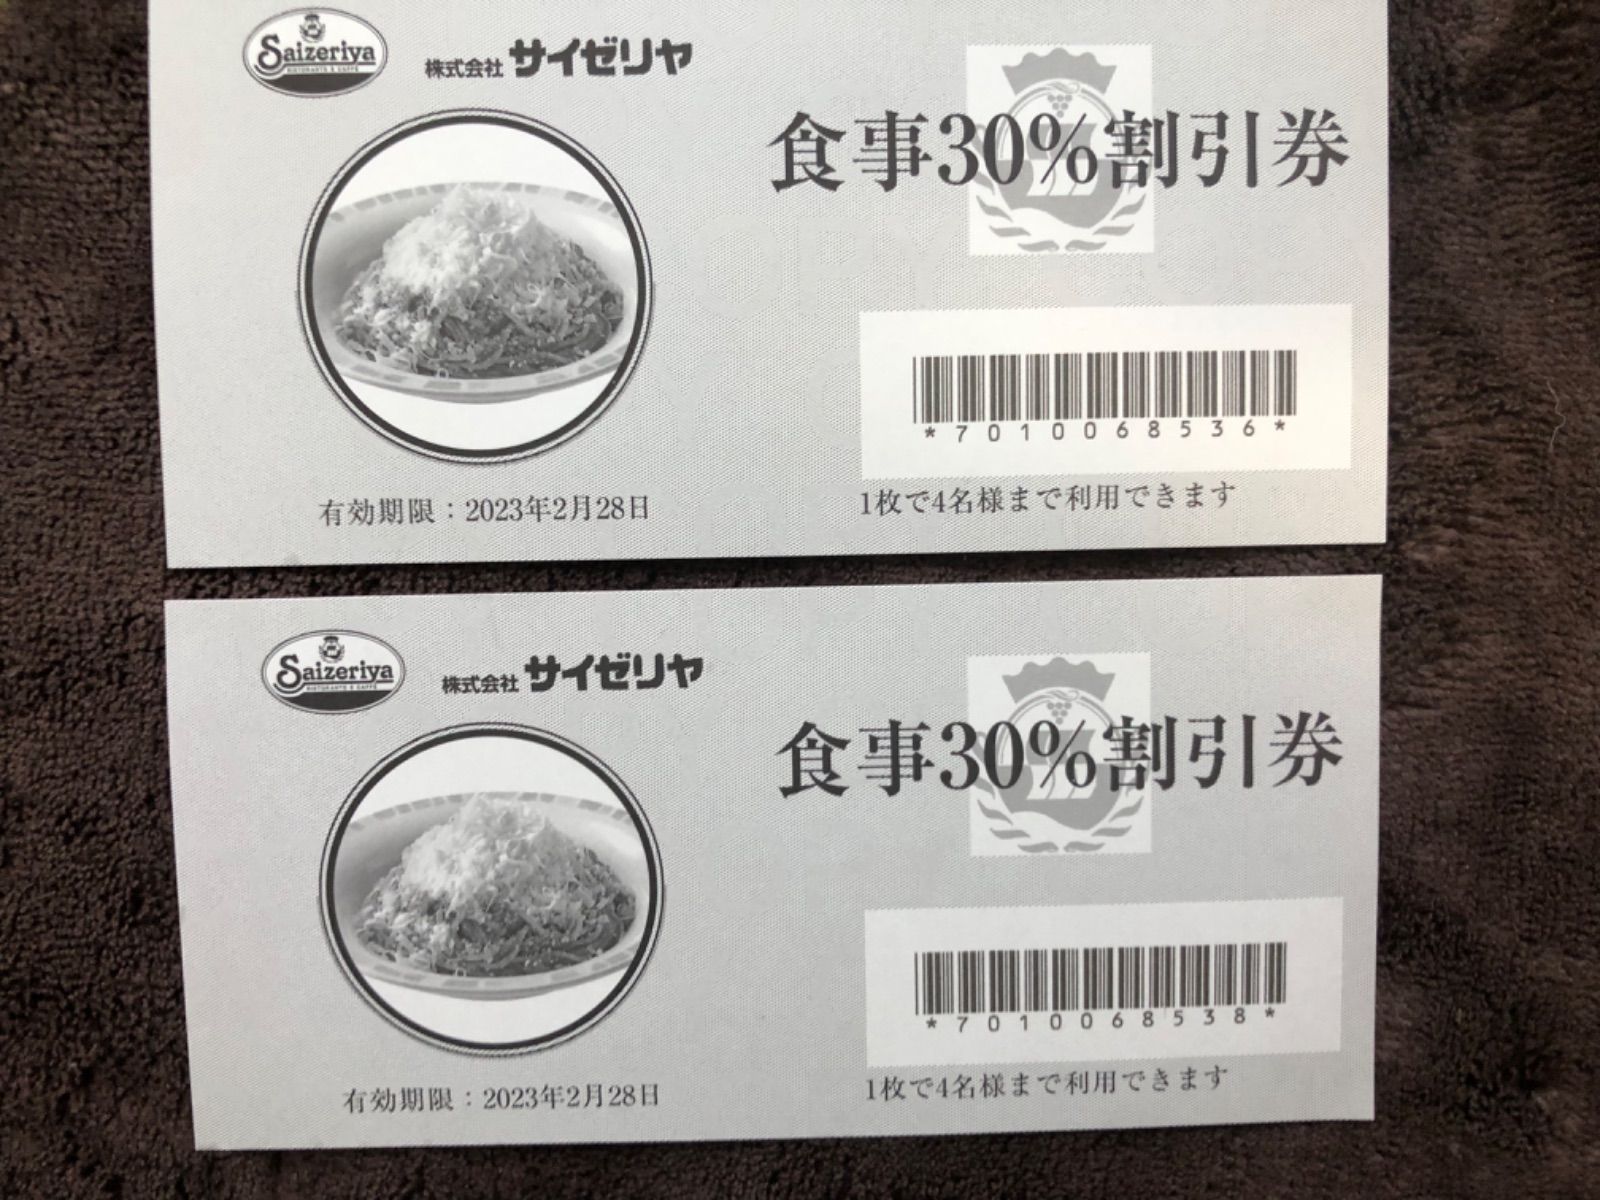 Saizeriya
RISTORANTE E CAFFÈ
株式会社 サイゼリヤ
食事30%割引券
*7010068536*
有効期限：2023年2月28日
1枚で4名様まで利用できます
Saizeriya
RISTORANTE E CAFFÈ
株式会社 サイゼリヤ
食事30%割引券
*7010068538*
有効期限：2023年2月28日
1枚で4名様まで利用できます